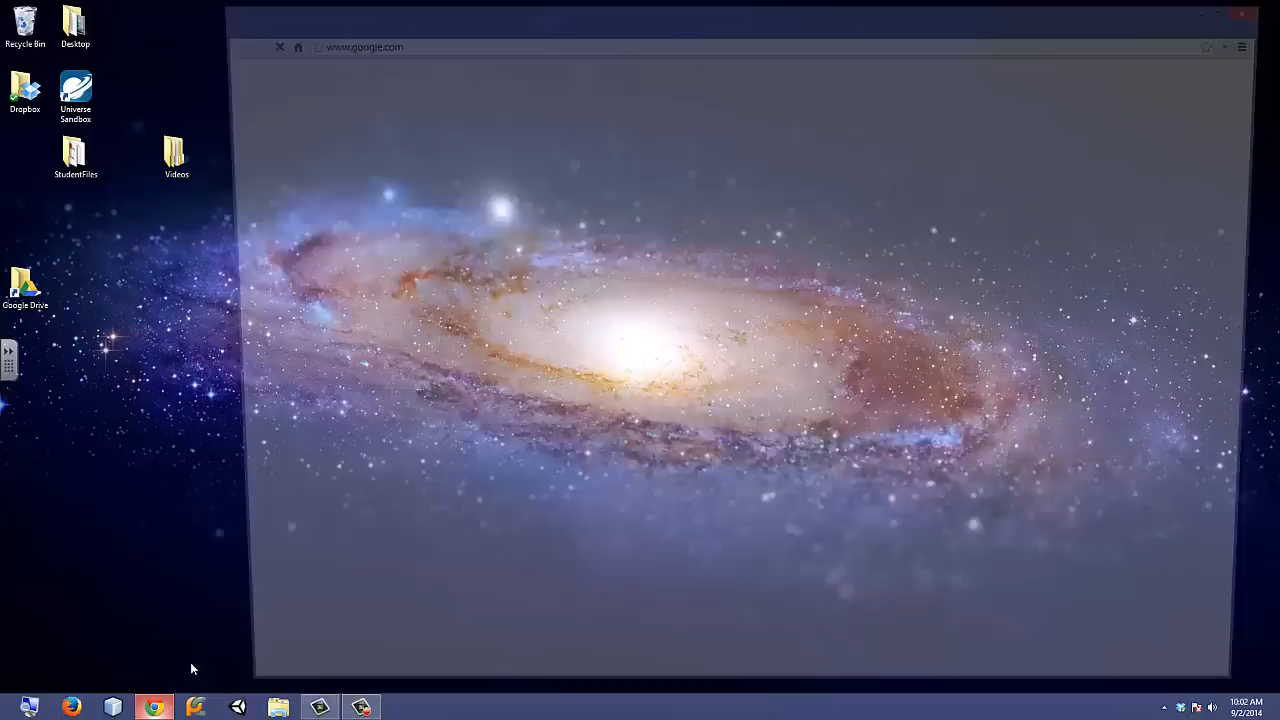 www.google.com
Recycle Bin
Desktop
Dropbox
Universe
Sandbox
StudentFiles
Videos
Google Drive
10:02 AM
9/2/2014